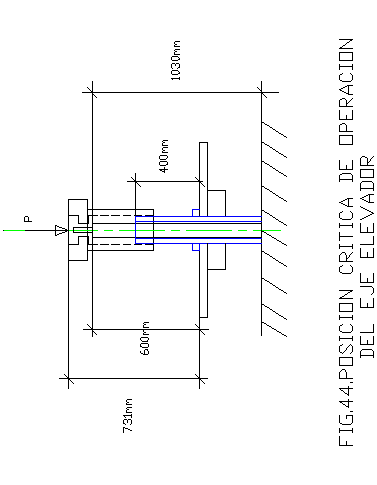 1030mm
400mm
P
600mm
731mm
FIG.44.POSICION CRITICA DE OPERACION
DEL EJE ELEVADOR